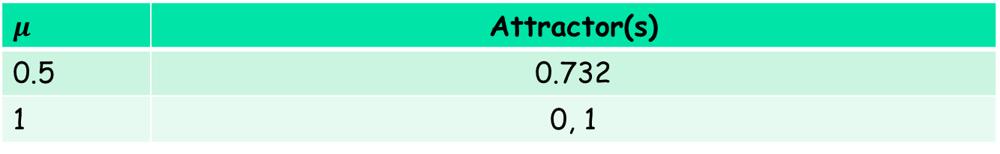 μ Attractor(s)
0.5 0.732
1 0, 1